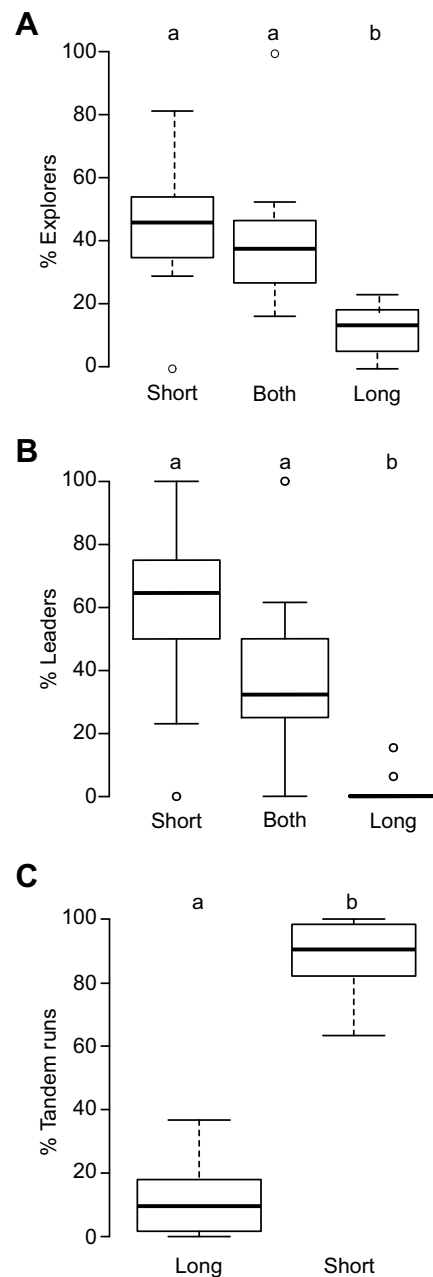 A
a a b
100
80
60
40
20
0
% Explorers
Short Both Long
B
a a b
100
80
60
40
20
0
% Leaders
Short Both Long
C
a b
100
80
60
40
20
0
% Tandem runs
Long Short